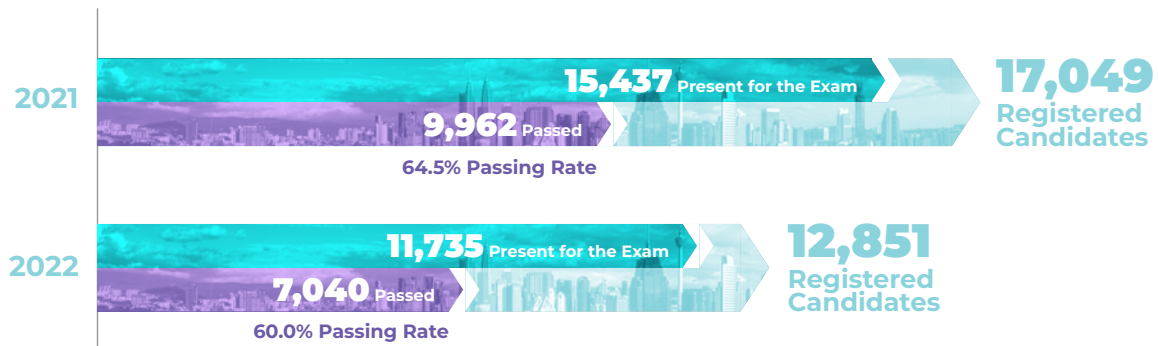 2021
15,437 Present for the Exam
9,962 Passed
64.5% Passing Rate
17,049
Registered
Candidates
2022
11,735 Present for the Exam
7,040 Passed
60.0% Passing Rate
12,851
Registered
Candidates